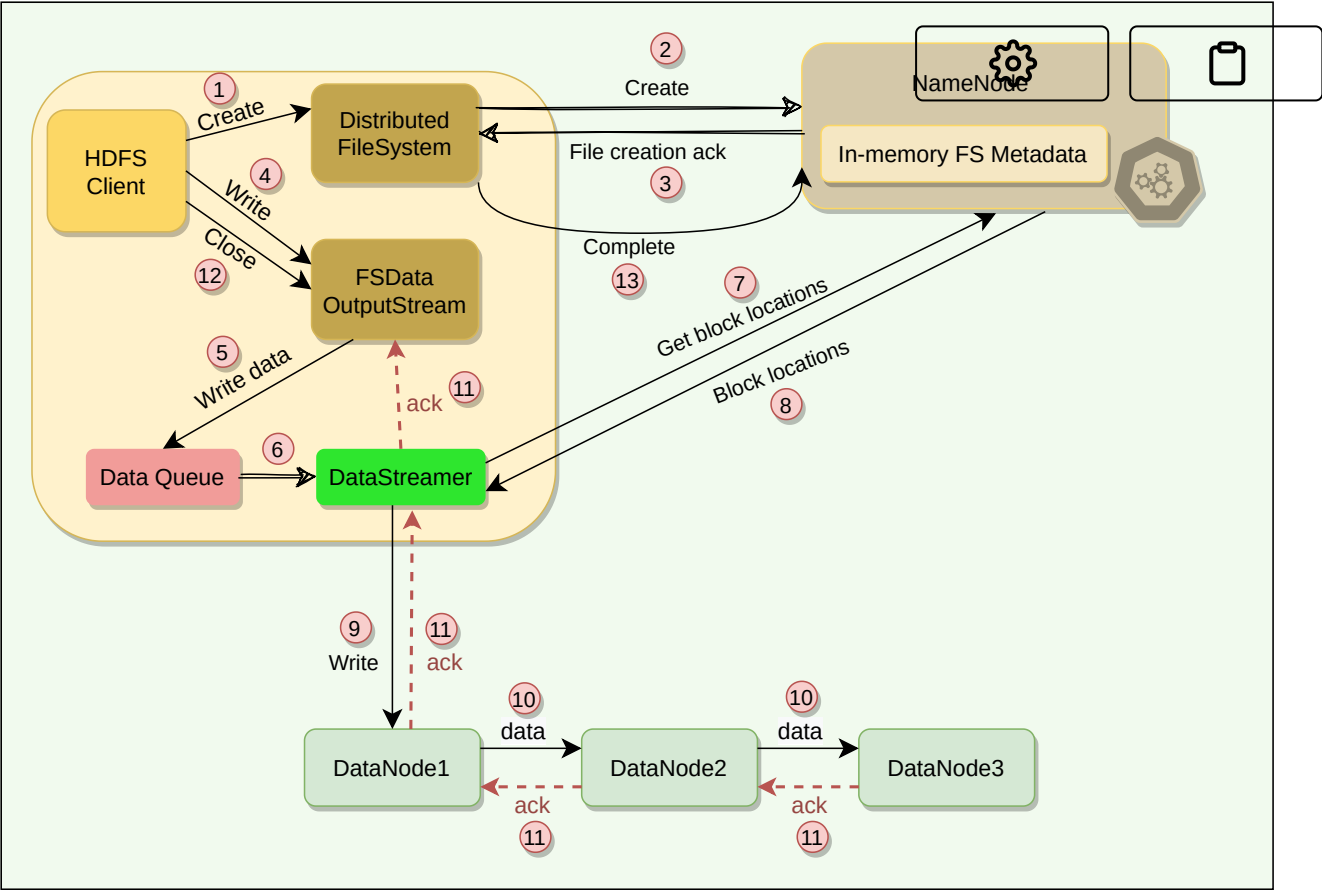 2
1
Create
NameNode
Create
Distributed
FileSystem
HDFS
Client
File creation ack
In-memory FS Metadata
4
3
Write
Close
Complete
12
13
7
FSData
OutputStream
Get block locations
5
Write data
Block locations
11
ack
8
6
Data Queue
DataStreamer
9
11
Write
ack
10
10
data
data
DataNode1
DataNode2
DataNode3
ack
ack
11
11